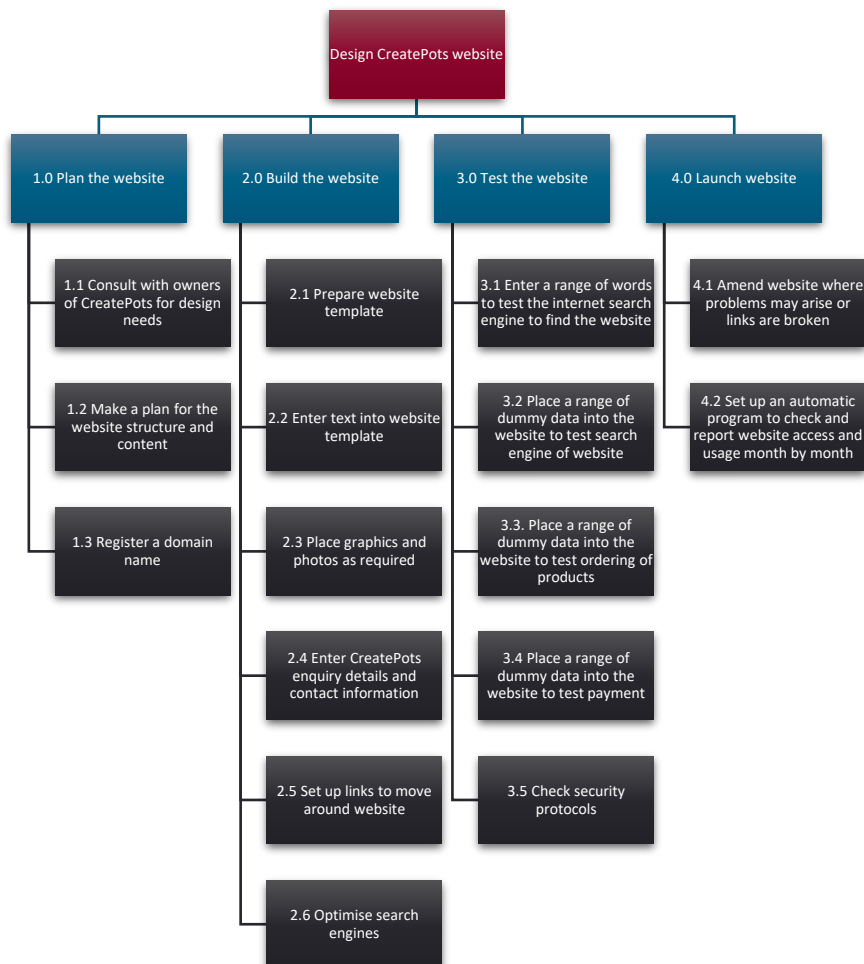 Design CreatePots website
1.0 Plan the website
2.0 Build the website
3.0 Test the website
4.0 Launch website
1.1 Consult with owners
of CreatePots for design
needs
1.2 Make a plan for the
website structure and
content
1.3 Register a domain
name
2.1 Prepare website
template
2.2 Enter text into website
template
2.3 Place graphics and
photos as required
2.4 Enter CreatePots
enquiry details and
contact information
2.5 Set up links to move
around website
2.6 Optimise search
engines
3.1 Enter a range of words
to test the internet search
engine to find the website
3.2 Place a range of
dummy data into the
website to test search
engine of website
3.3. Place a range of
dummy data into the
website to test ordering of
products
3.4 Place a range of
dummy data into the
website to test payment
3.5 Check security
protocols
4.1 Amend website where
problems may arise or
links are broken
4.2 Set up an automatic
program to check and
report website access and
usage month by month